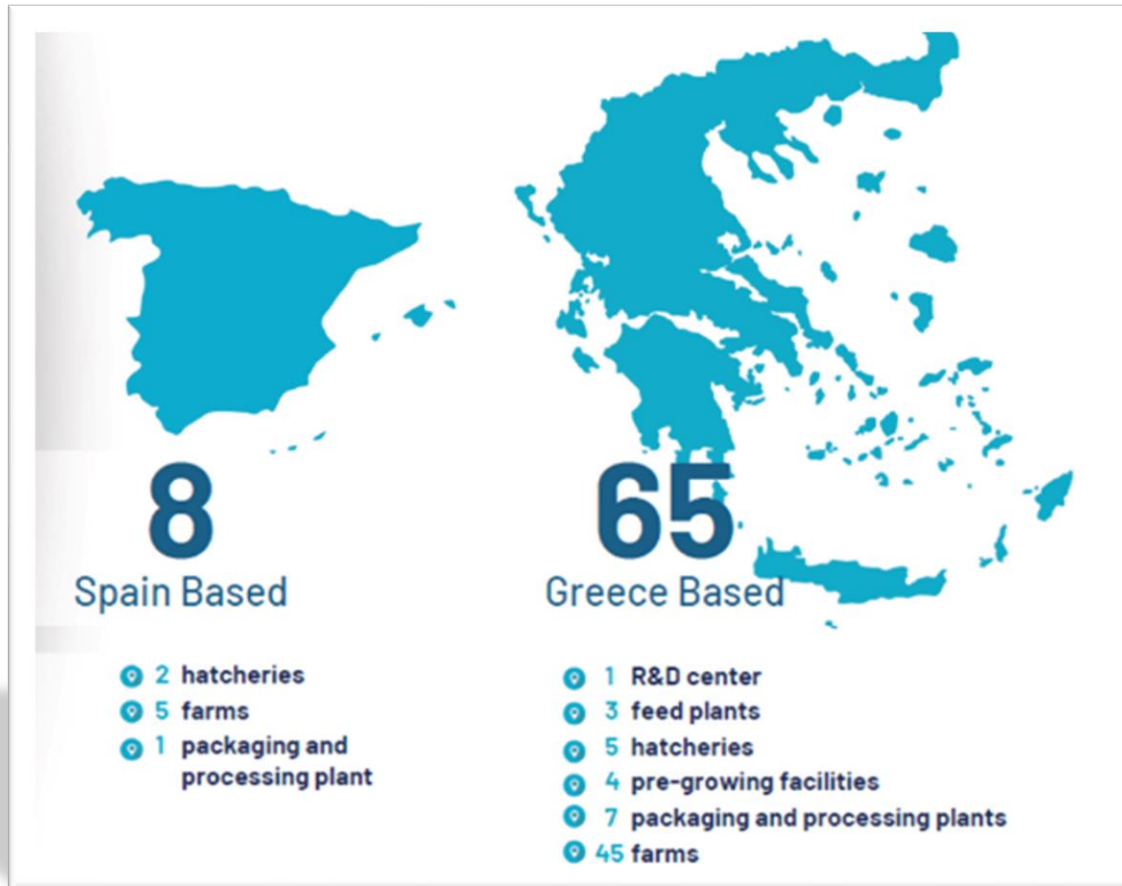 8
Spain Based
2 hatcheries
5 farms
1 packaging and
processing plant
65
Greece Based
1 R&D center
3 feed plants
5 hatcheries
4 pre-growing facilities
7 packaging and processing plants
45 farms